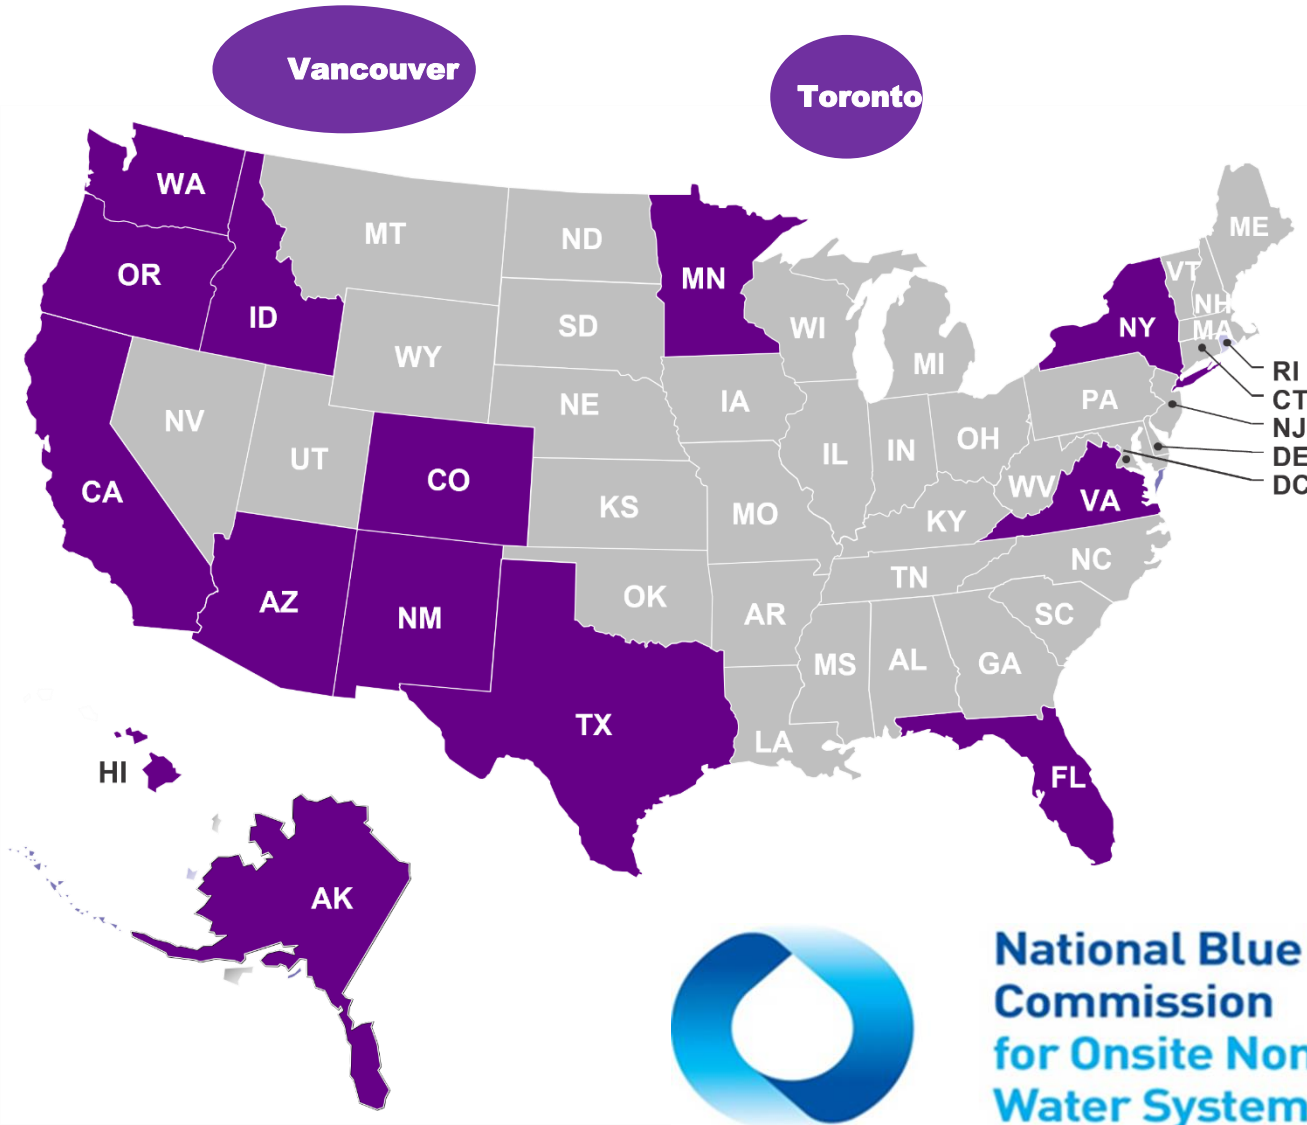 Vancouver
Toronto
WA
MT
ND
MN
ME
VT
OR
ID
SD
WI
NH
NY
MA
WY
MI
RI
NV
NE
IA
PA
CT
NJ
UT
CO
IL
IN
OH
DE
CA
KS
MO
WV
VA
DC
KY
AZ
NM
OK
AR
TN
NC
SC
MS
AL
GA
TX
LA
HI
FL
AK
National Blue
Commission
for Onsite Non
Water System